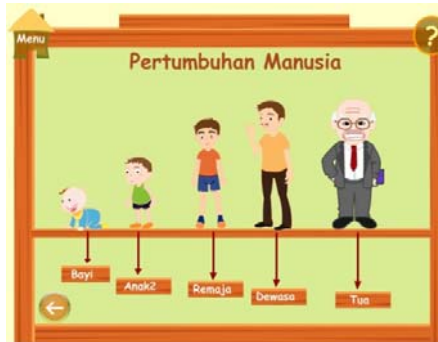 Menu
?
Pertumbuhan Manusia
Bayi
Anak2
Remaja
Dewasa
Tua